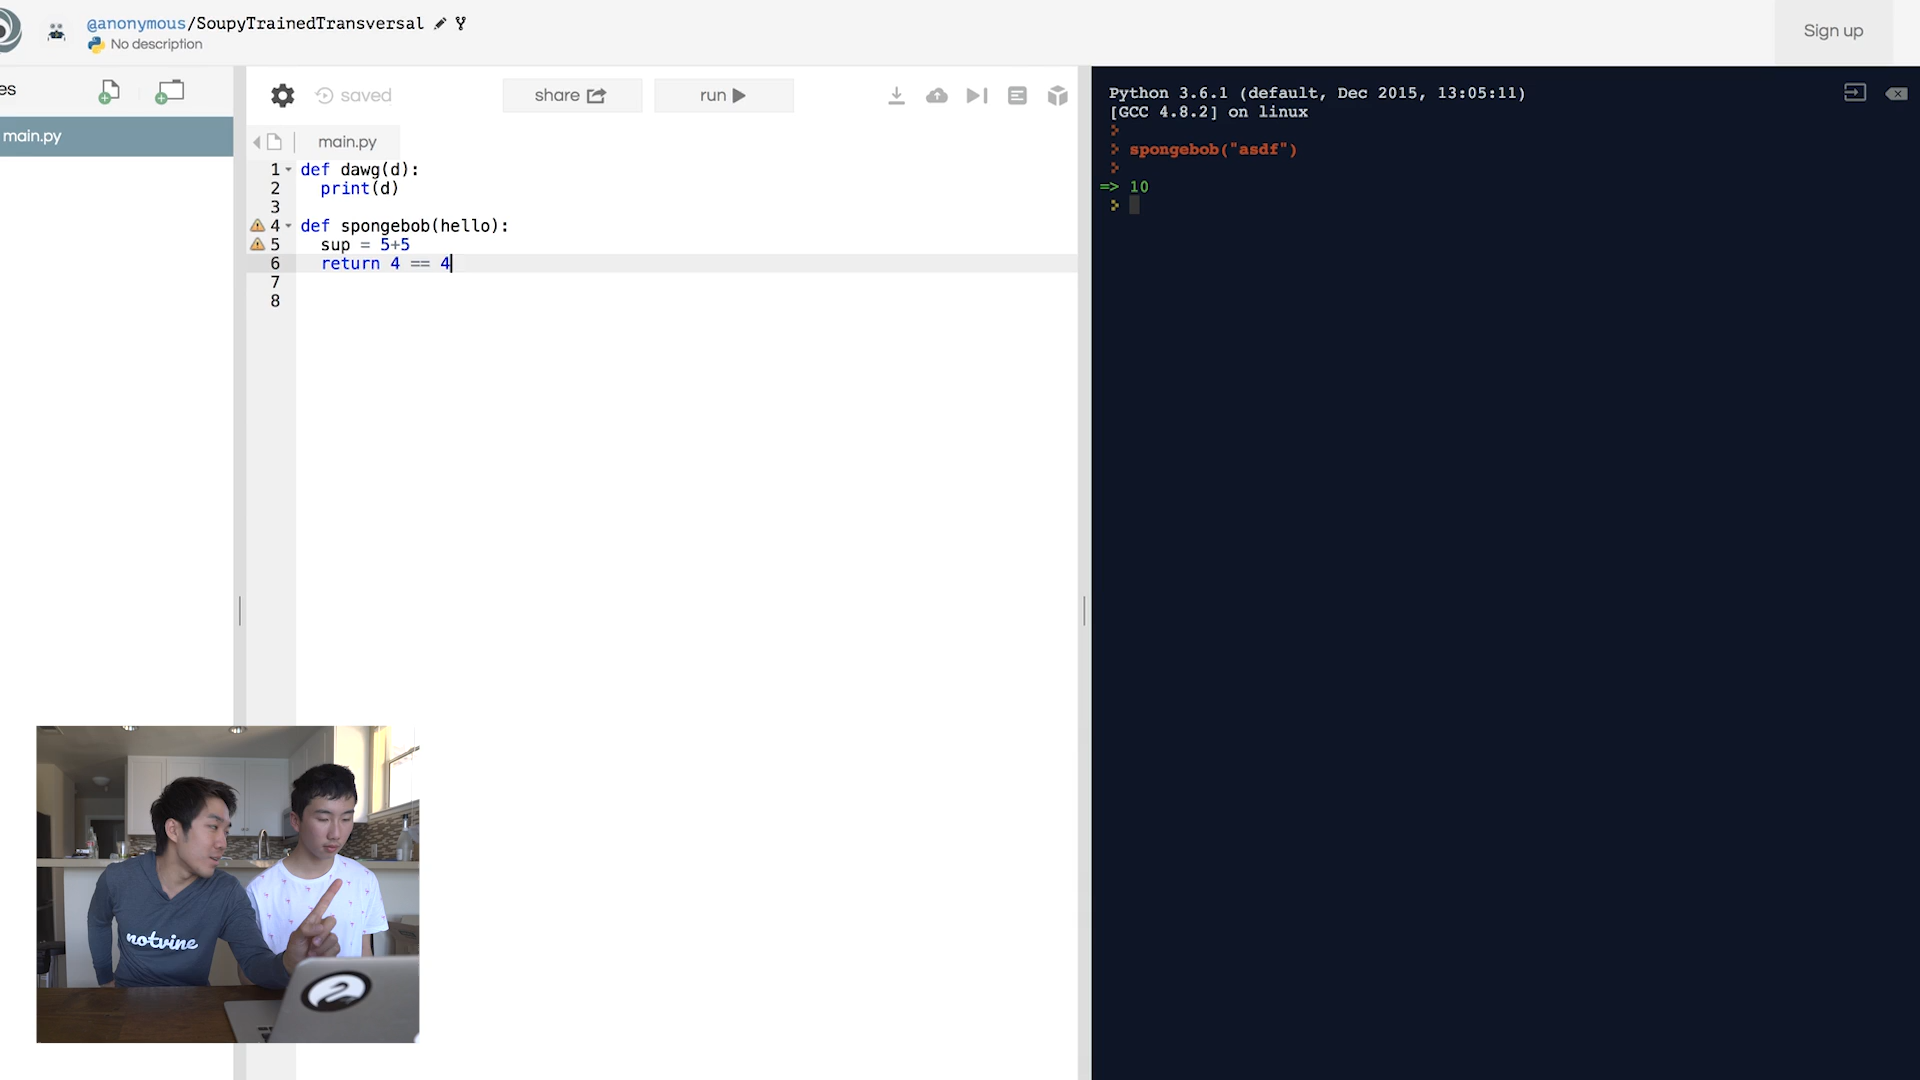 @anonymous/SoupyTrainedTransversal
No description
Sign up
es
saved
share
run
main.py
main.py
1 def dawg(d):
2 print(d)
3
4 def spongebob(hello):
5 sup = 5+5
6 return 4 == 4
7
8
Python 3.6.1 (default, Dec 2015, 13:05:11)
[GCC 4.8.2] on linux
spongebob("asdf")
=> 10
notvine